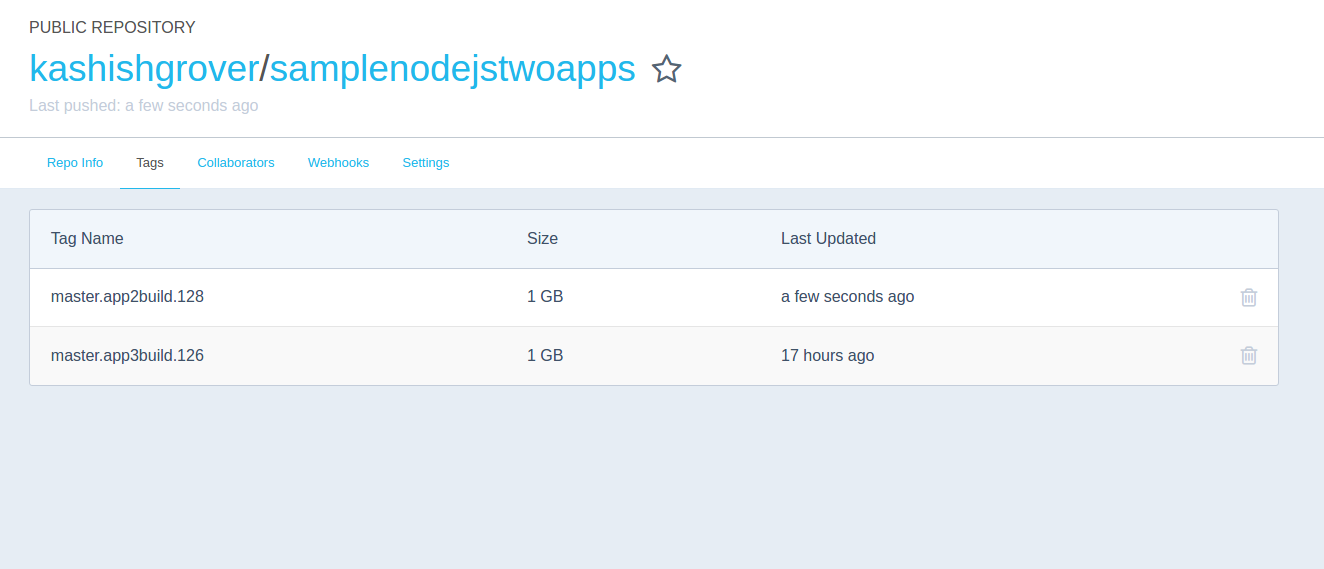 PUBLIC REPOSITORY
kashishgrover/samplenodejstwoapps
Last pushed: a few seconds ago
Repo Info Tags Collaborators Webhooks Settings
Tag Name Size Last Updated
master.app2build.128 1 GB a few seconds ago
master.app3build.126 1 GB 17 hours ago